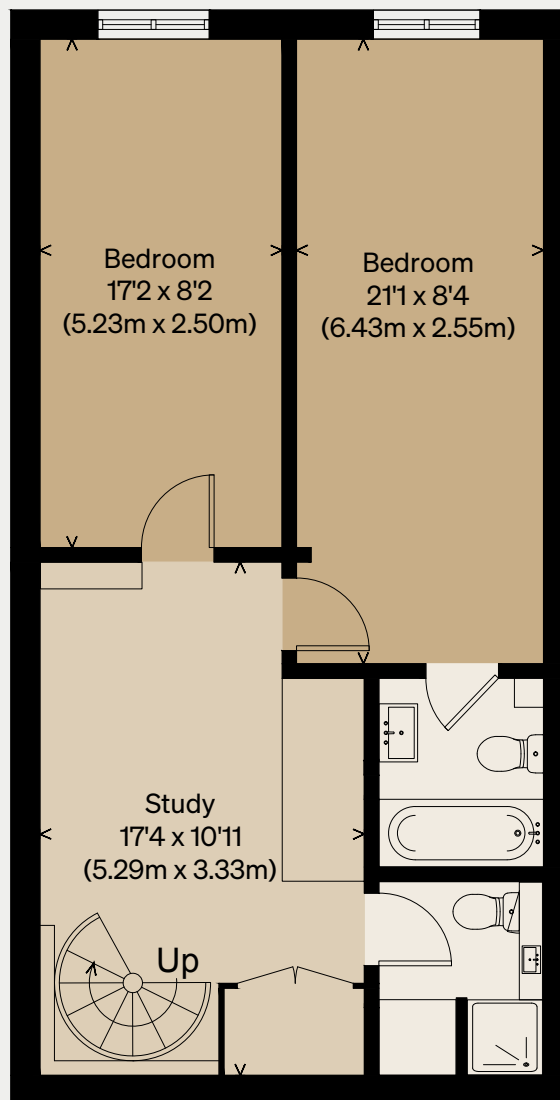 Bedroom
17'2 x 8'2
(5.23m x 2.50m)
Bedroom
21'1 x 8'4
(6.43m x 2.55m)
Study
17'4 x 10'11
(5.29m x 3.33m)
Up